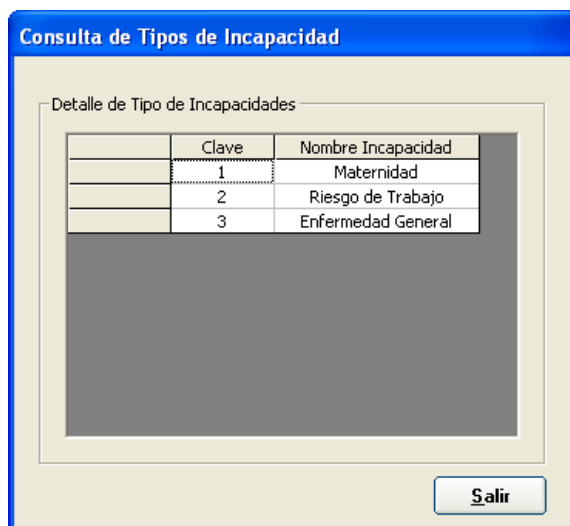 Consulta de Tipos de Incapacidad
Detalle de Tipo de Incapacidades
Clave Nombre Incapacidad
1 Maternidad
2 Riesgo de Trabajo
3 Enfermedad General
Salir